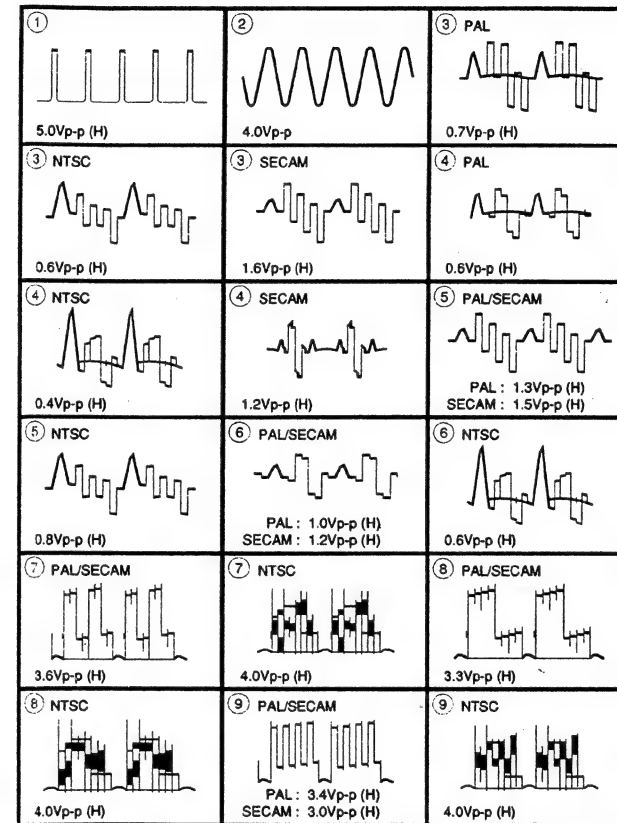 ① 
5.0Vp-p (H)
② 
4.0Vp-p
③ PAL
0.7Vp-p (H)
③ NTSC
0.6Vp-p (H)
③ SECAM
1.6Vp-p (H)
④ PAL
0.6Vp-p (H)
④ NTSC
0.4Vp-p (H)
④ SECAM
1.2Vp-p (H)
⑤ PAL/SECAM
PAL : 1.3Vp-p (H)
SECAM : 1.5Vp-p (H)
⑤ NTSC
0.8Vp-p (H)
⑥ PAL/SECAM
PAL : 1.0Vp-p (H)
SECAM : 1.2Vp-p (H)
⑥ NTSC
0.6Vp-p (H)
⑦ PAL/SECAM
3.6Vp-p (H)
⑦ NTSC
4.0Vp-p (H)
⑧ PAL/SECAM
3.3Vp-p (H)
⑧ NTSC
4.0Vp-p (H)
⑨ PAL/SECAM
PAL : 3.4Vp-p (H)
SECAM : 3.0Vp-p (H)
⑨ NTSC
4.0Vp-p (H)